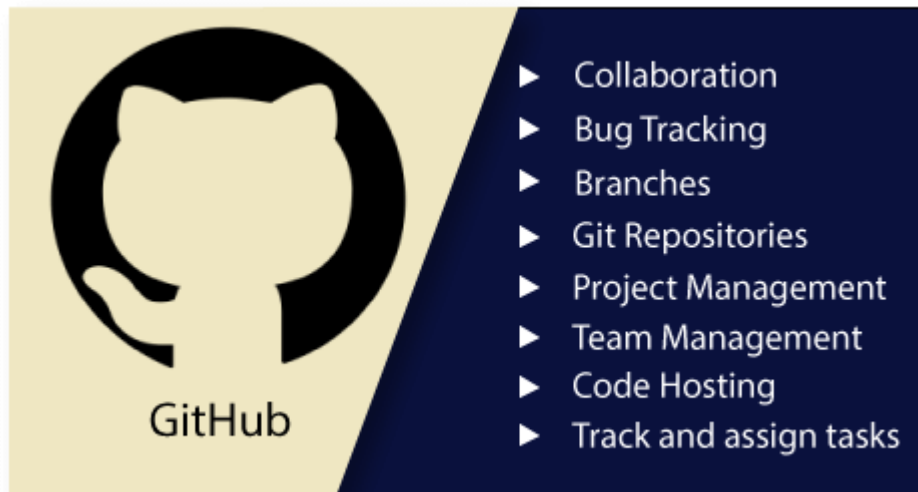 GitHub
Collaboration
Bug Tracking
Branches
Git Repositories
Project Management
Team Management
Code Hosting
Track and assign tasks